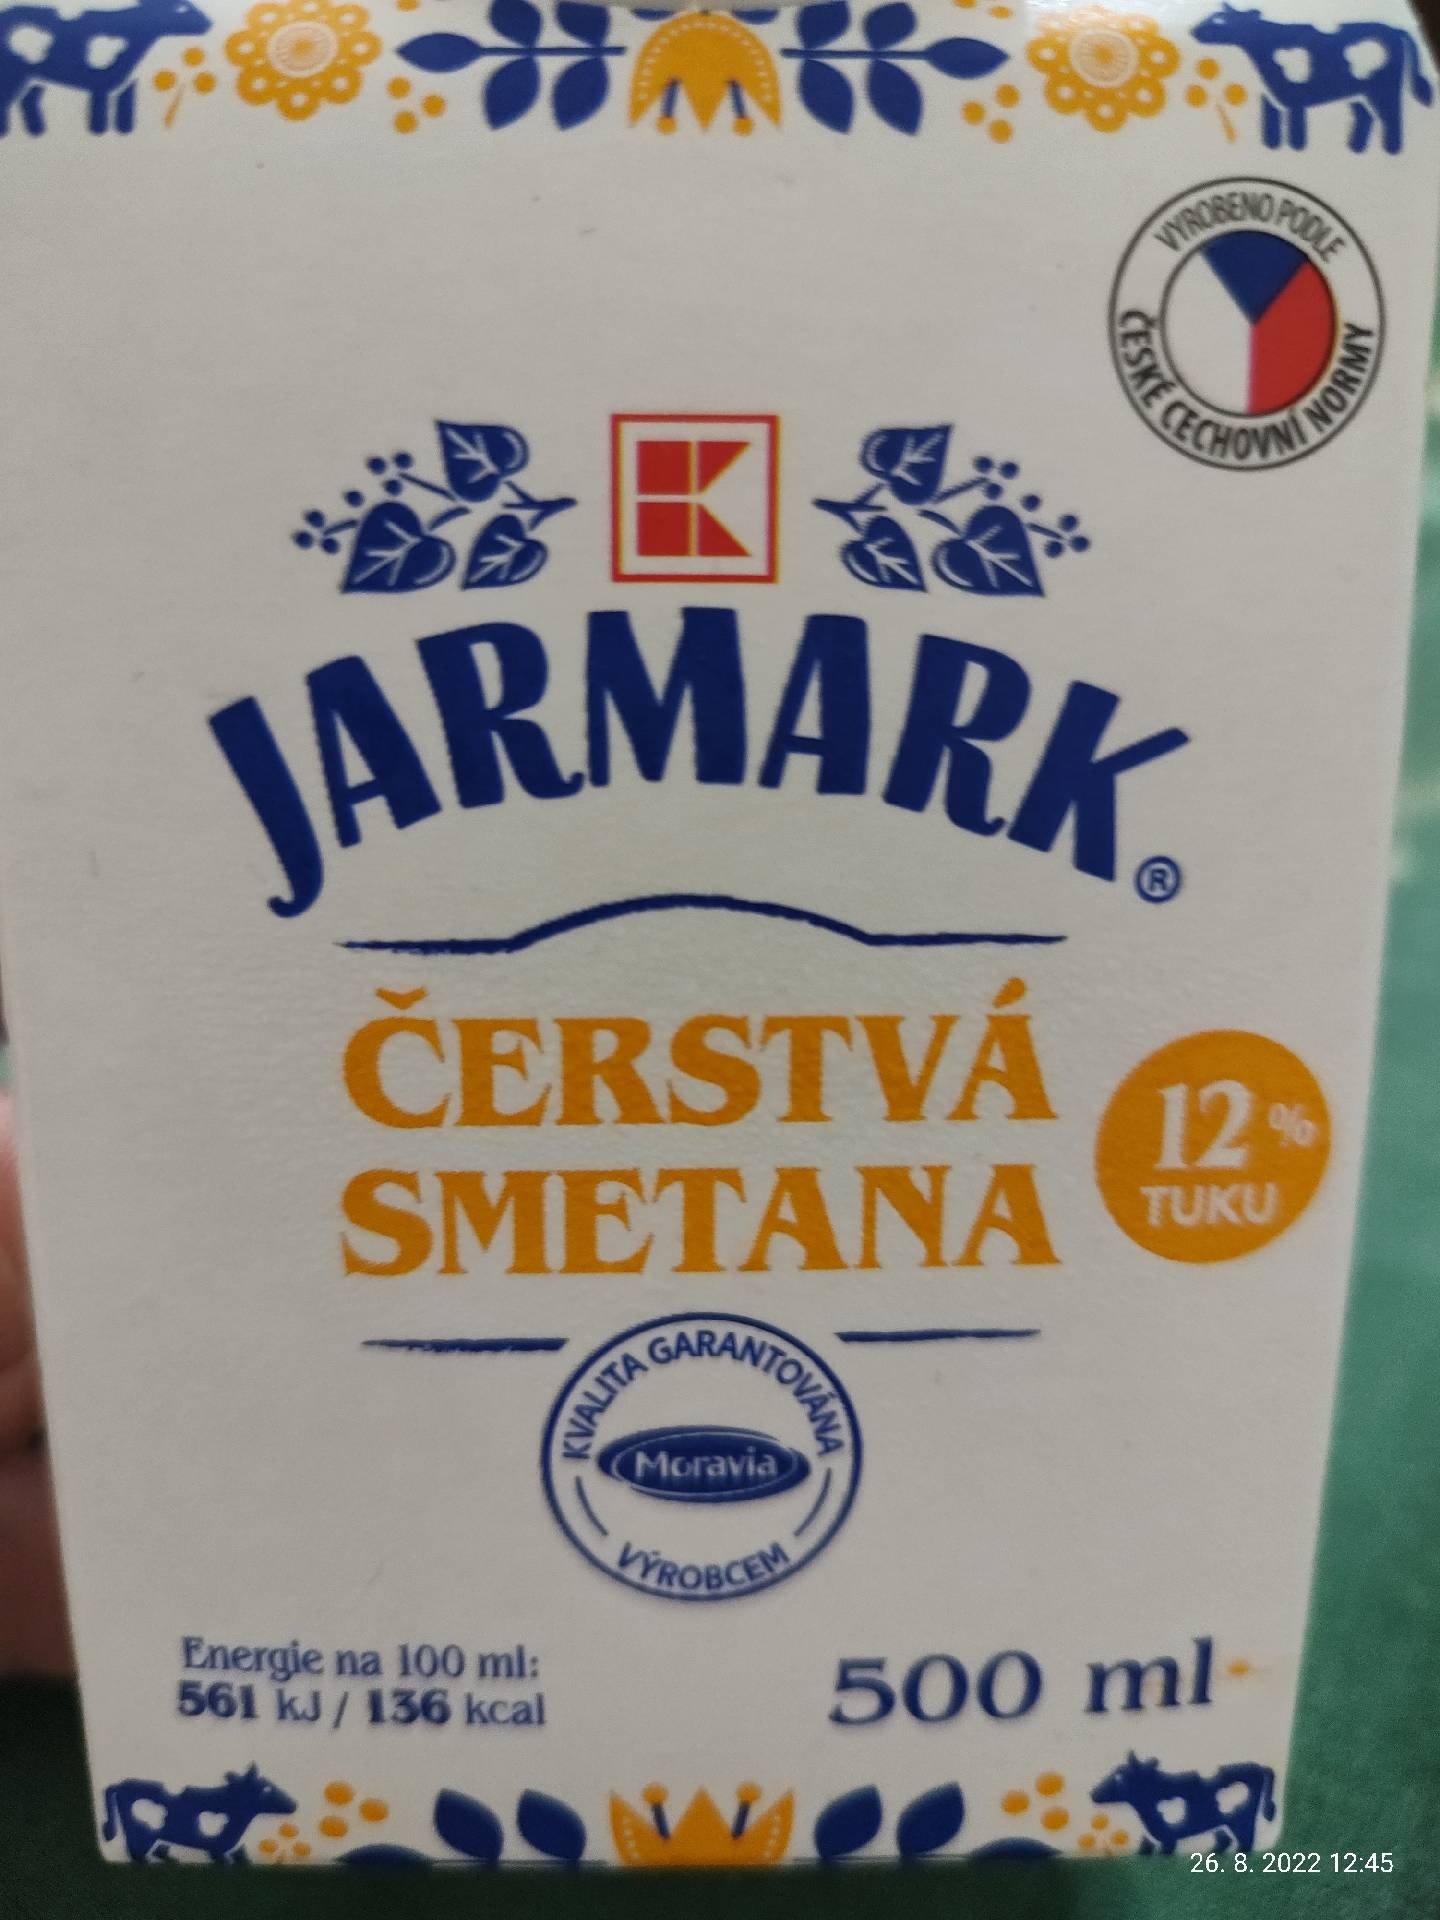 VYROBENO PODLE
ČESKÉ CECHOVNÍ NORMY
K
JARMARK®
ČERSTVÁ
SMETANA
12 %
TUKU
KVALITA GARANTOVÁNA
Moravia
VÝROBCEM
Energie na 100 ml:
561 kJ / 136 kcal
500 ml
26. 8. 2022 12:45